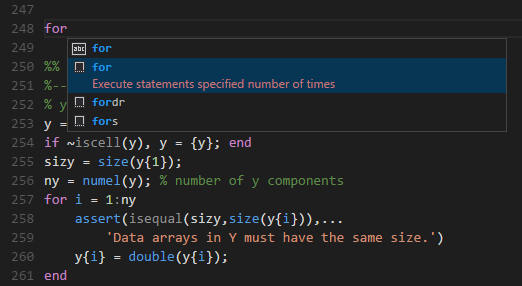 247
248 for
249 abc for
250 %% for
251 %-- Execute statements specified number of times
252 % y fordr
253 y = fors
254 if ~iscell(y), y = {y}; end
255 sizy = size(y{1});
256 ny = numel(y); % number of y components
257 for i = 1:ny
258 assert(isequal(sizy,size(y{i})),...
259 'Data arrays in Y must have the same size.')
260 y{i} = double(y{i});
261 end